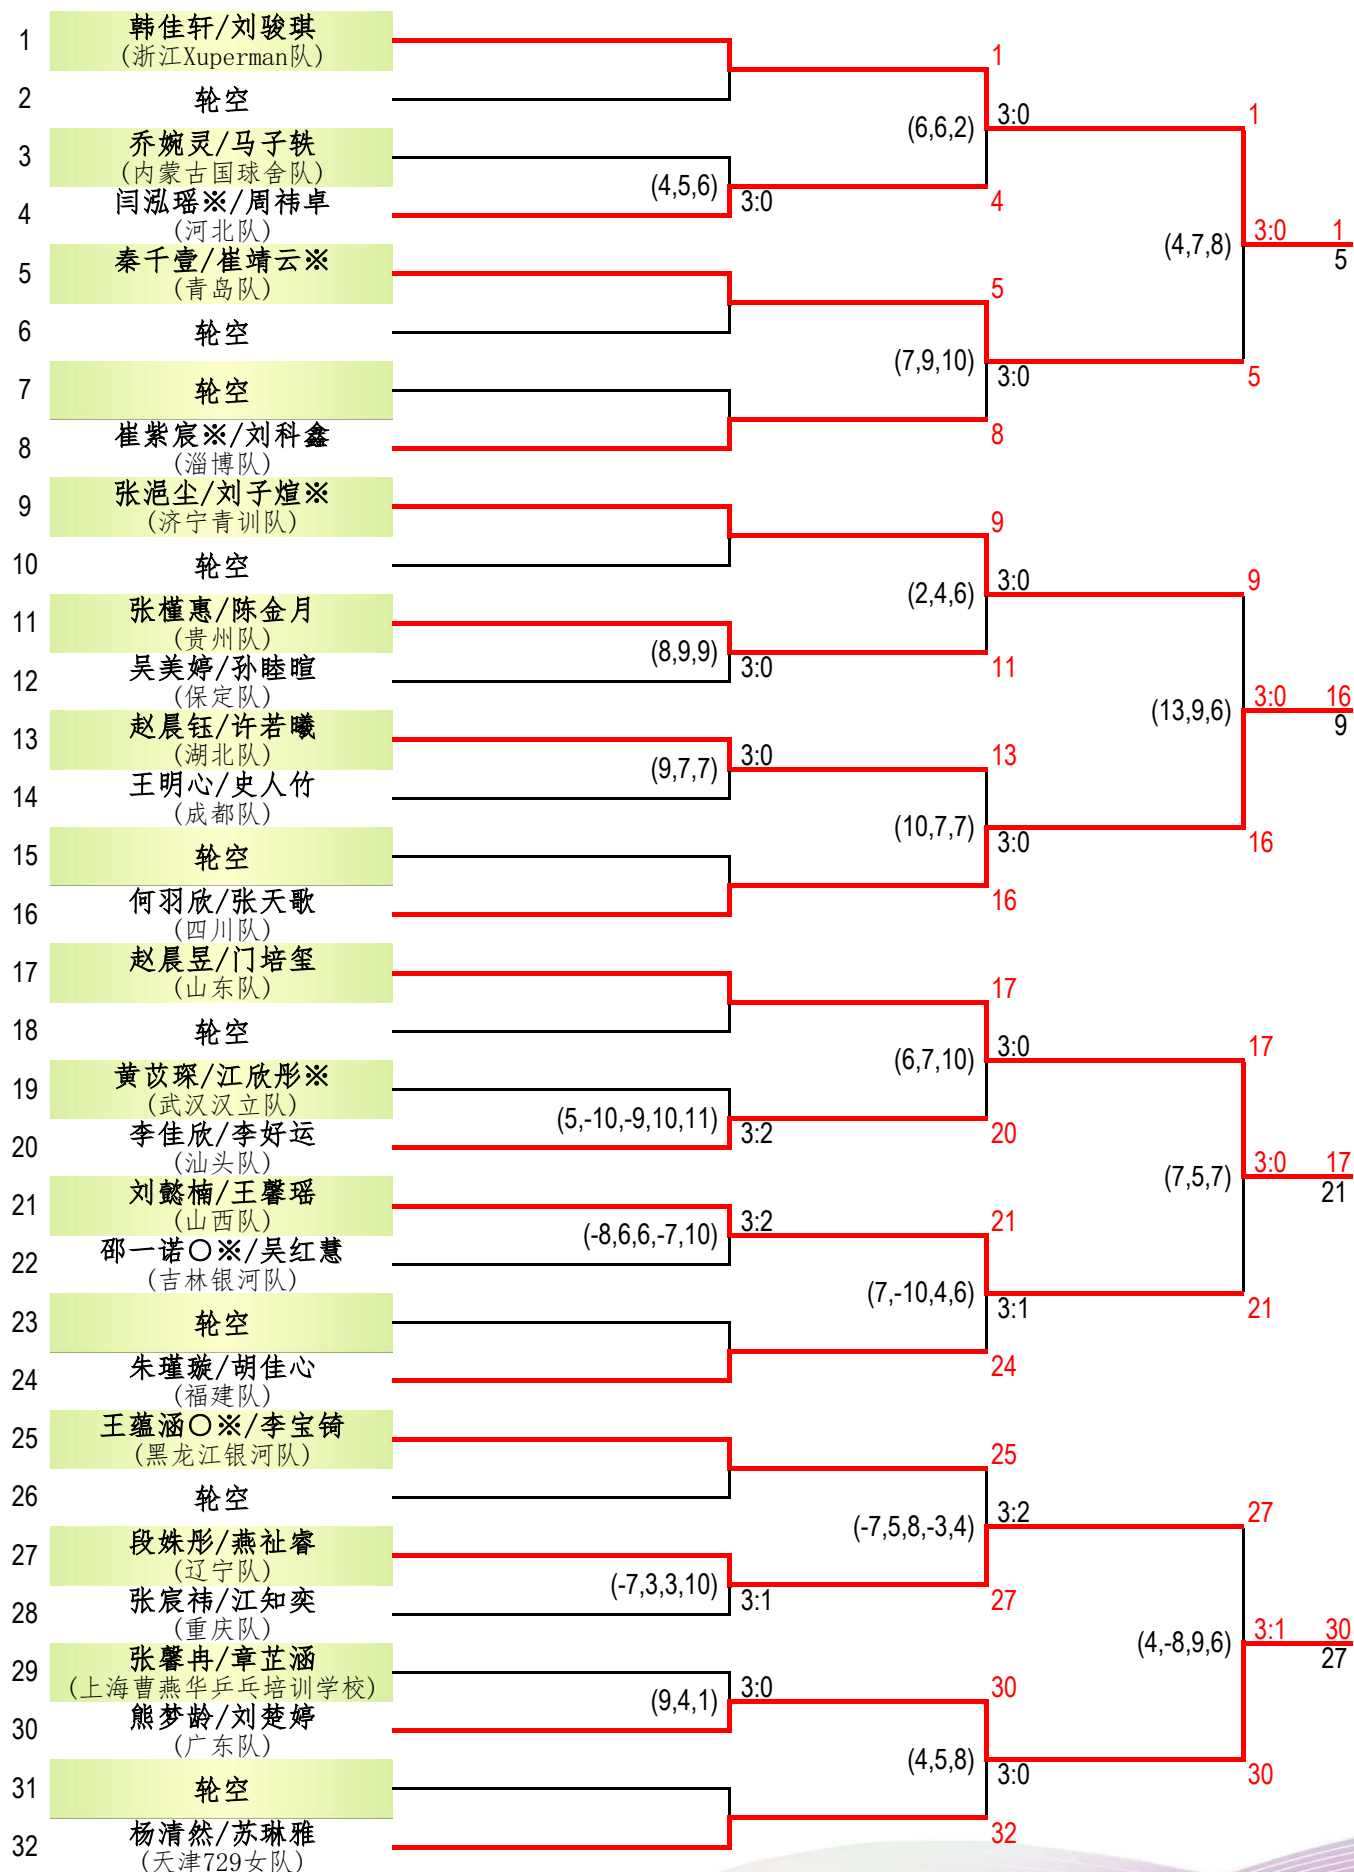 1
韩佳轩/刘骏琪
(浙江Xuperman队)
2
轮空
3
乔婉灵/马子轶
(内蒙古国球舍队)
4
闫泓瑶※/周祎卓
(河北队)
5
秦千壹/崔靖云※
(青岛队)
6
轮空
7
轮空
8
崔紫宸※/刘科鑫
(淄博队)
9
张浥尘/刘子煊※
(济宁青训队)
10
轮空
11
张槿惠/陈金月
(贵州队)
12
吴美婷/孙睦暄
(保定队)
13
赵晨钰/许若曦
(湖北队)
14
王明心/史人竹
(成都队)
15
轮空
16
何羽欣/张天歌
(四川队)
17
赵晨昱/门培玺
(山东队)
18
轮空
19
黄苡琛/江欣彤※
(武汉汉立队)
20
李佳欣/李好运
(汕头队)
21
刘懿楠/王馨瑶
(山西队)
22
邵一诺○※/吴红慧
(吉林银河队)
23
轮空
24
朱瑾璇/胡佳心
(福建队)
25
王蕴涵○※/李宝锜
(黑龙江银河队)
26
轮空
27
段姝彤/燕祉睿
(辽宁队)
28
张宸祎/江知奕
(重庆队)
29
张馨冉/章芷涵
(上海曹燕华乒乓培训学校)
30
熊梦龄/刘楚婷
(广东队)
31
轮空
32
杨清然/苏琳雅
(天津729女队)
(4,5,6)
3:0
(8,9,9)
3:0
3:0
(9,7,7)
(5,-10,-9,10,11)
3:2
3:2
(-8,6,6,-7,10)
(-7,3,3,10)
3:1
3:0
(9,4,1)
1
3:0
(6,6,2)
4
5
(7,9,10)
3:0
8
9
3:0
(2,4,6)
11
13
(10,7,7)
3:0
16
17
3:0
(6,7,10)
20
21
(7,-10,4,6)
3:1
24
25
3:2
(-7,5,8,-3,4)
27
30
(4,5,8)
3:0
32
1
(4,7,8)
3:0
1
5
5
9
(13,9,6)
3:0
16
9
16
17
(7,5,7)
3:0
17
21
21
27
(4,-8,9,6)
3:1
30
27
30